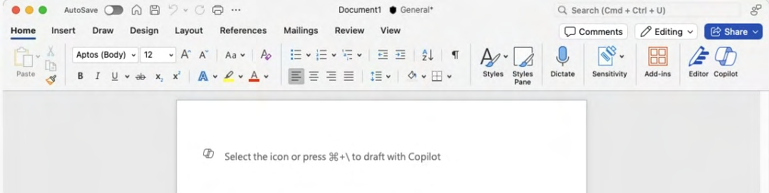 AutoSave Document1 General* Search (Cmd + Ctrl + U)
Home Insert Draw Design Layout References Mailings Review View Comments Editing Share
Aptos (Body) 12 A A Aa A ¶
Paste B I U ab x₂ x² A A Styles Styles Pane Dictate Sensitivity Add-ins Editor Copilot
Select the icon or press ⌘+\ to draft with Copilot